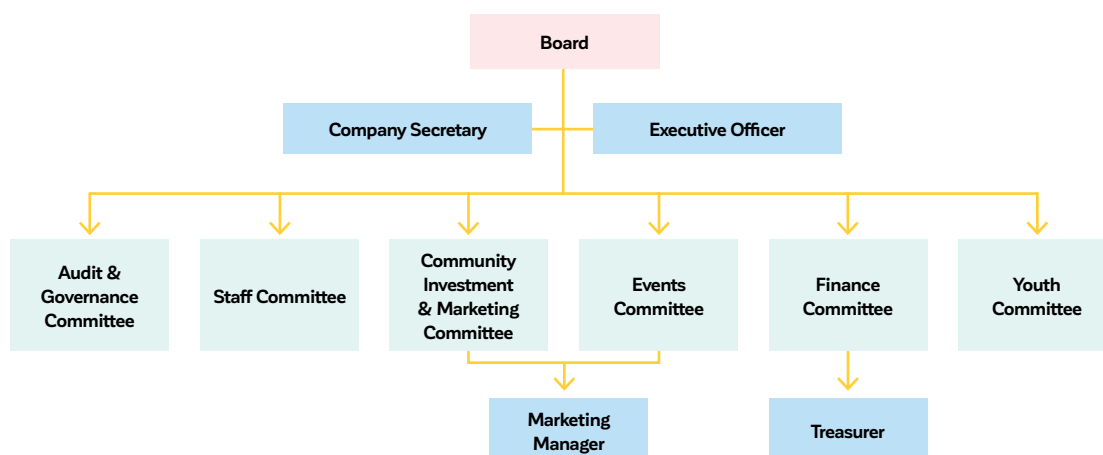 Board
Company Secretary
Executive Officer
Audit &
Governance
Committee
Staff Committee
Community
Investment
& Marketing
Committee
Events
Committee
Finance
Committee
Youth
Committee
Marketing
Manager
Treasurer